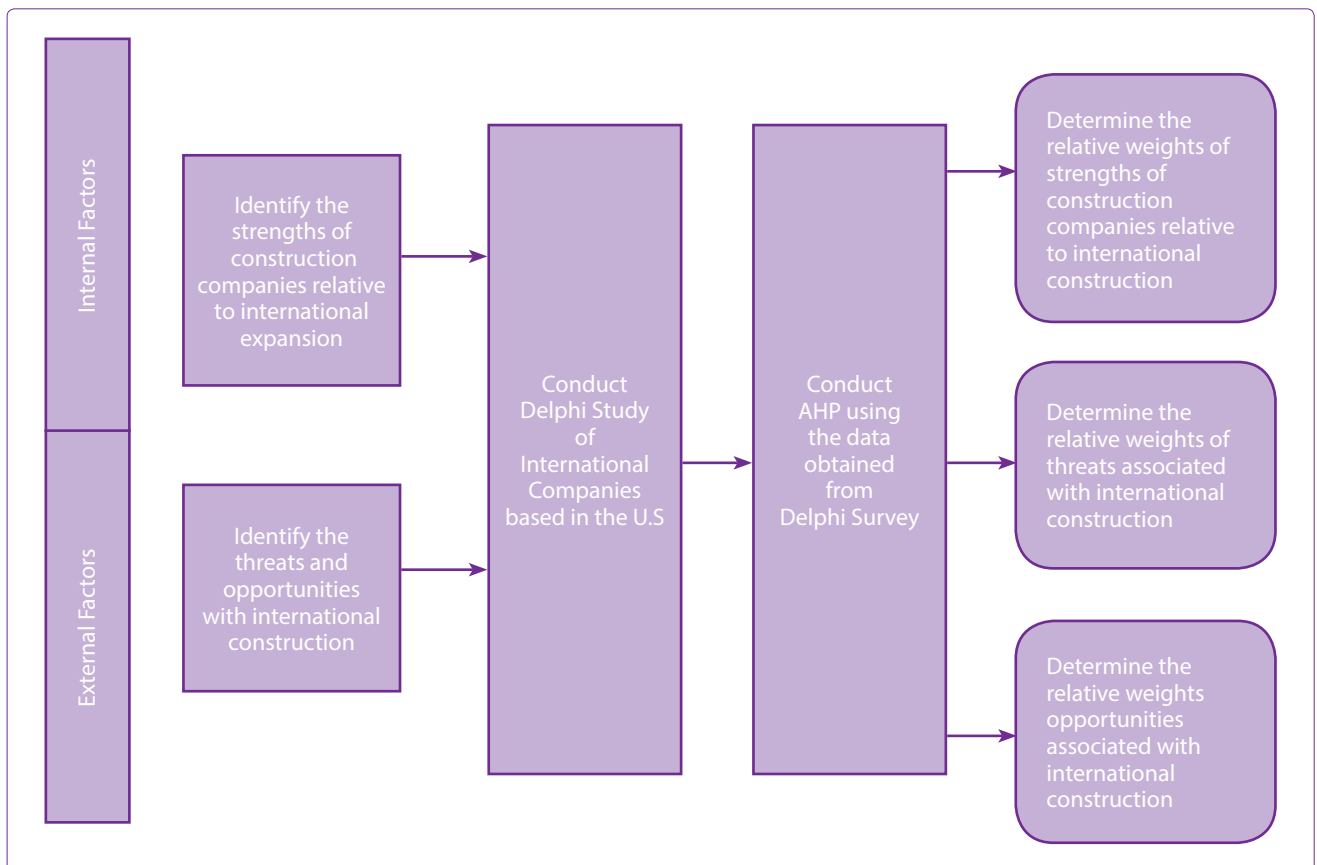 Internal Factors
External Factors
Identify the
strengths of
construction
companies relative
to international
expansion
Identify the
threats and
opportunities
with international
construction
Conduct
Delphi Study
of
International
Companies
based in the U.S
Conduct
AHP using
the data
obtained
from
Delphi Survey
Determine the
relative weights of
strengths of
construction
companies relative
to international
construction
Determine the
relative weights of
threats associated
with international
construction
Determine the
relative weights
opportunities
associated with
international
construction